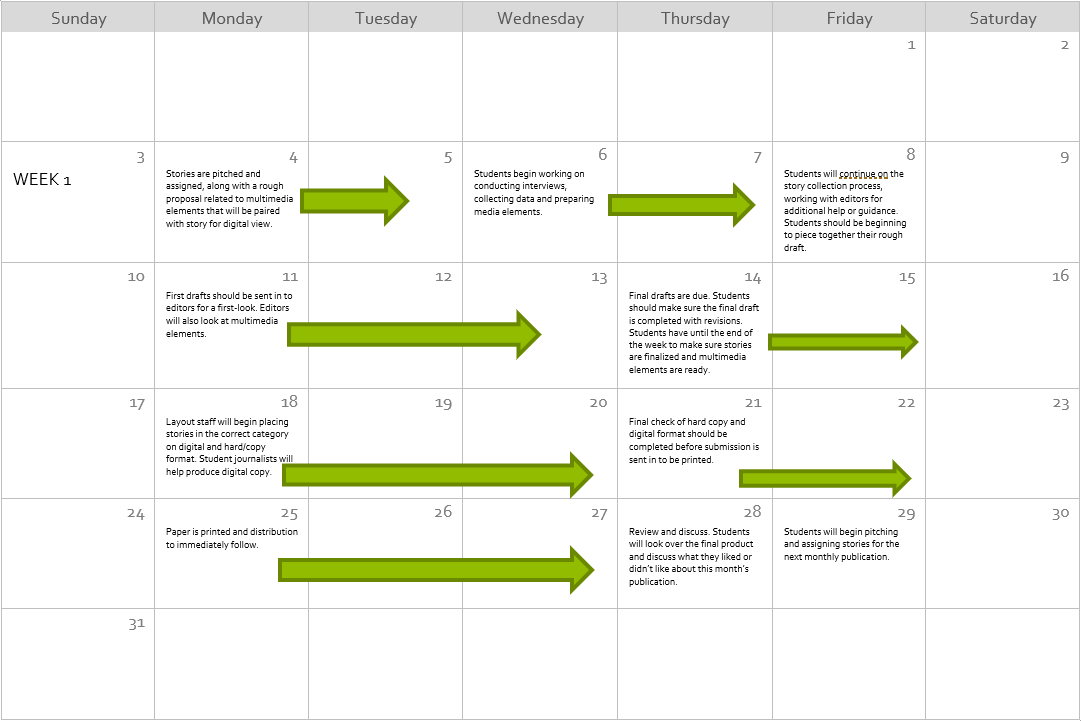 Sunday Monday Tuesday Wednesday Thursday Friday Saturday
1 2
3 4 5 6 7 8 9
WEEK 1
Stories are pitched and
assigned, along with a rough
proposal related to multimedia
elements that will be paired
with story for digital view.
Students begin working on
conducting interviews,
collecting data and preparing
media elements.
Students will continue on the
story collection process,
working with editors for
additional help or guidance.
Students should be beginning
to piece together their rough
draft.
10 11 12 13 14 15 16
First drafts should be sent in to
editors for a first-look. Editors
will also look at multimedia
elements.
Final drafts are due. Students
should make sure the final draft
is completed with revisions.
Students have until the end of
the week to make sure stories
are finalized and multimedia
elements are ready.
17 18 19 20 21 22 23
Layout staff will begin placing
stories in the correct category
on digital and hard/copy
format. Student journalists will
help produce digital copy.
Final check of hard copy and
digital format should be
completed before submission is
sent in to be printed.
24 25 26 27 28 29 30
Paper is printed and distribution
to immediately follow.
Review and discuss. Students
will look over the final product
and discuss what they liked or
didn't like about this month's
publication.
Students will begin pitching
and assigning stories for the
next monthly publication.
31